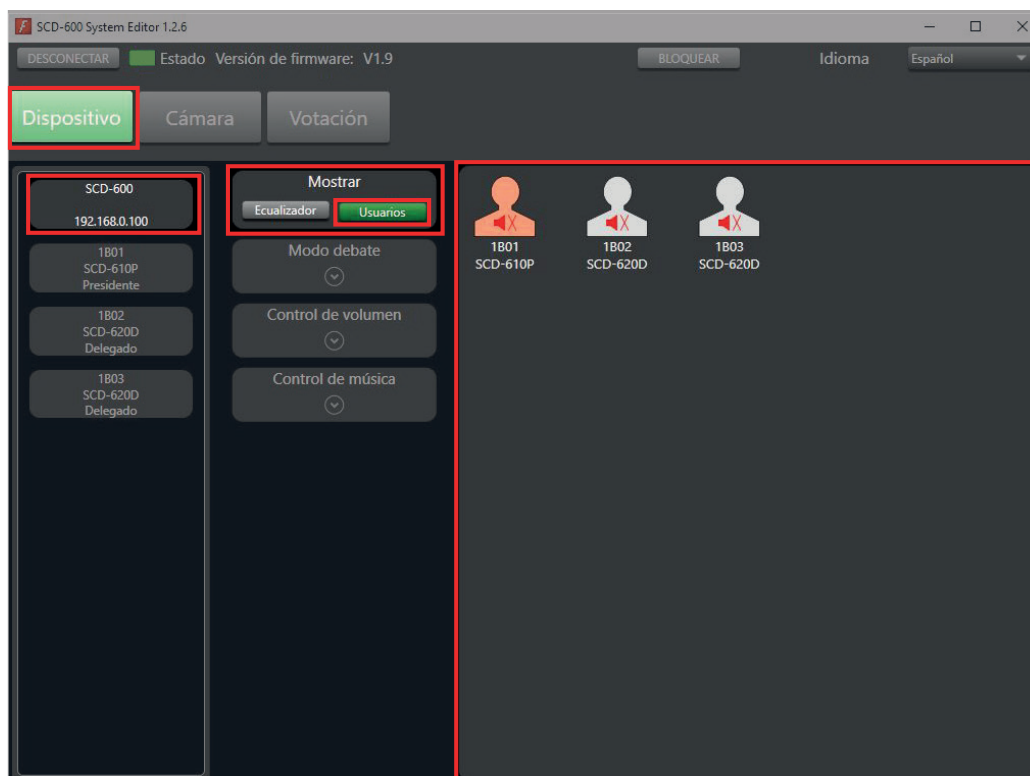 SCD-600 System Editor 1.2.6
DESCONECTAR Estado Versión de firmware: V1.9 BLOQUEAR Idioma Español
Dispositivo Cámara Votación
SCD-600
192.168.0.100
1B01
SCD-610P
Presidente
1B02
SCD-620D
Delegado
1B03
SCD-620D
Delegado
Mostrar
Ecualizador Usuarios
Modo debate
Control de volumen
Control de música
1B01 1B02 1B03
SCD-610P SCD-620D SCD-620D